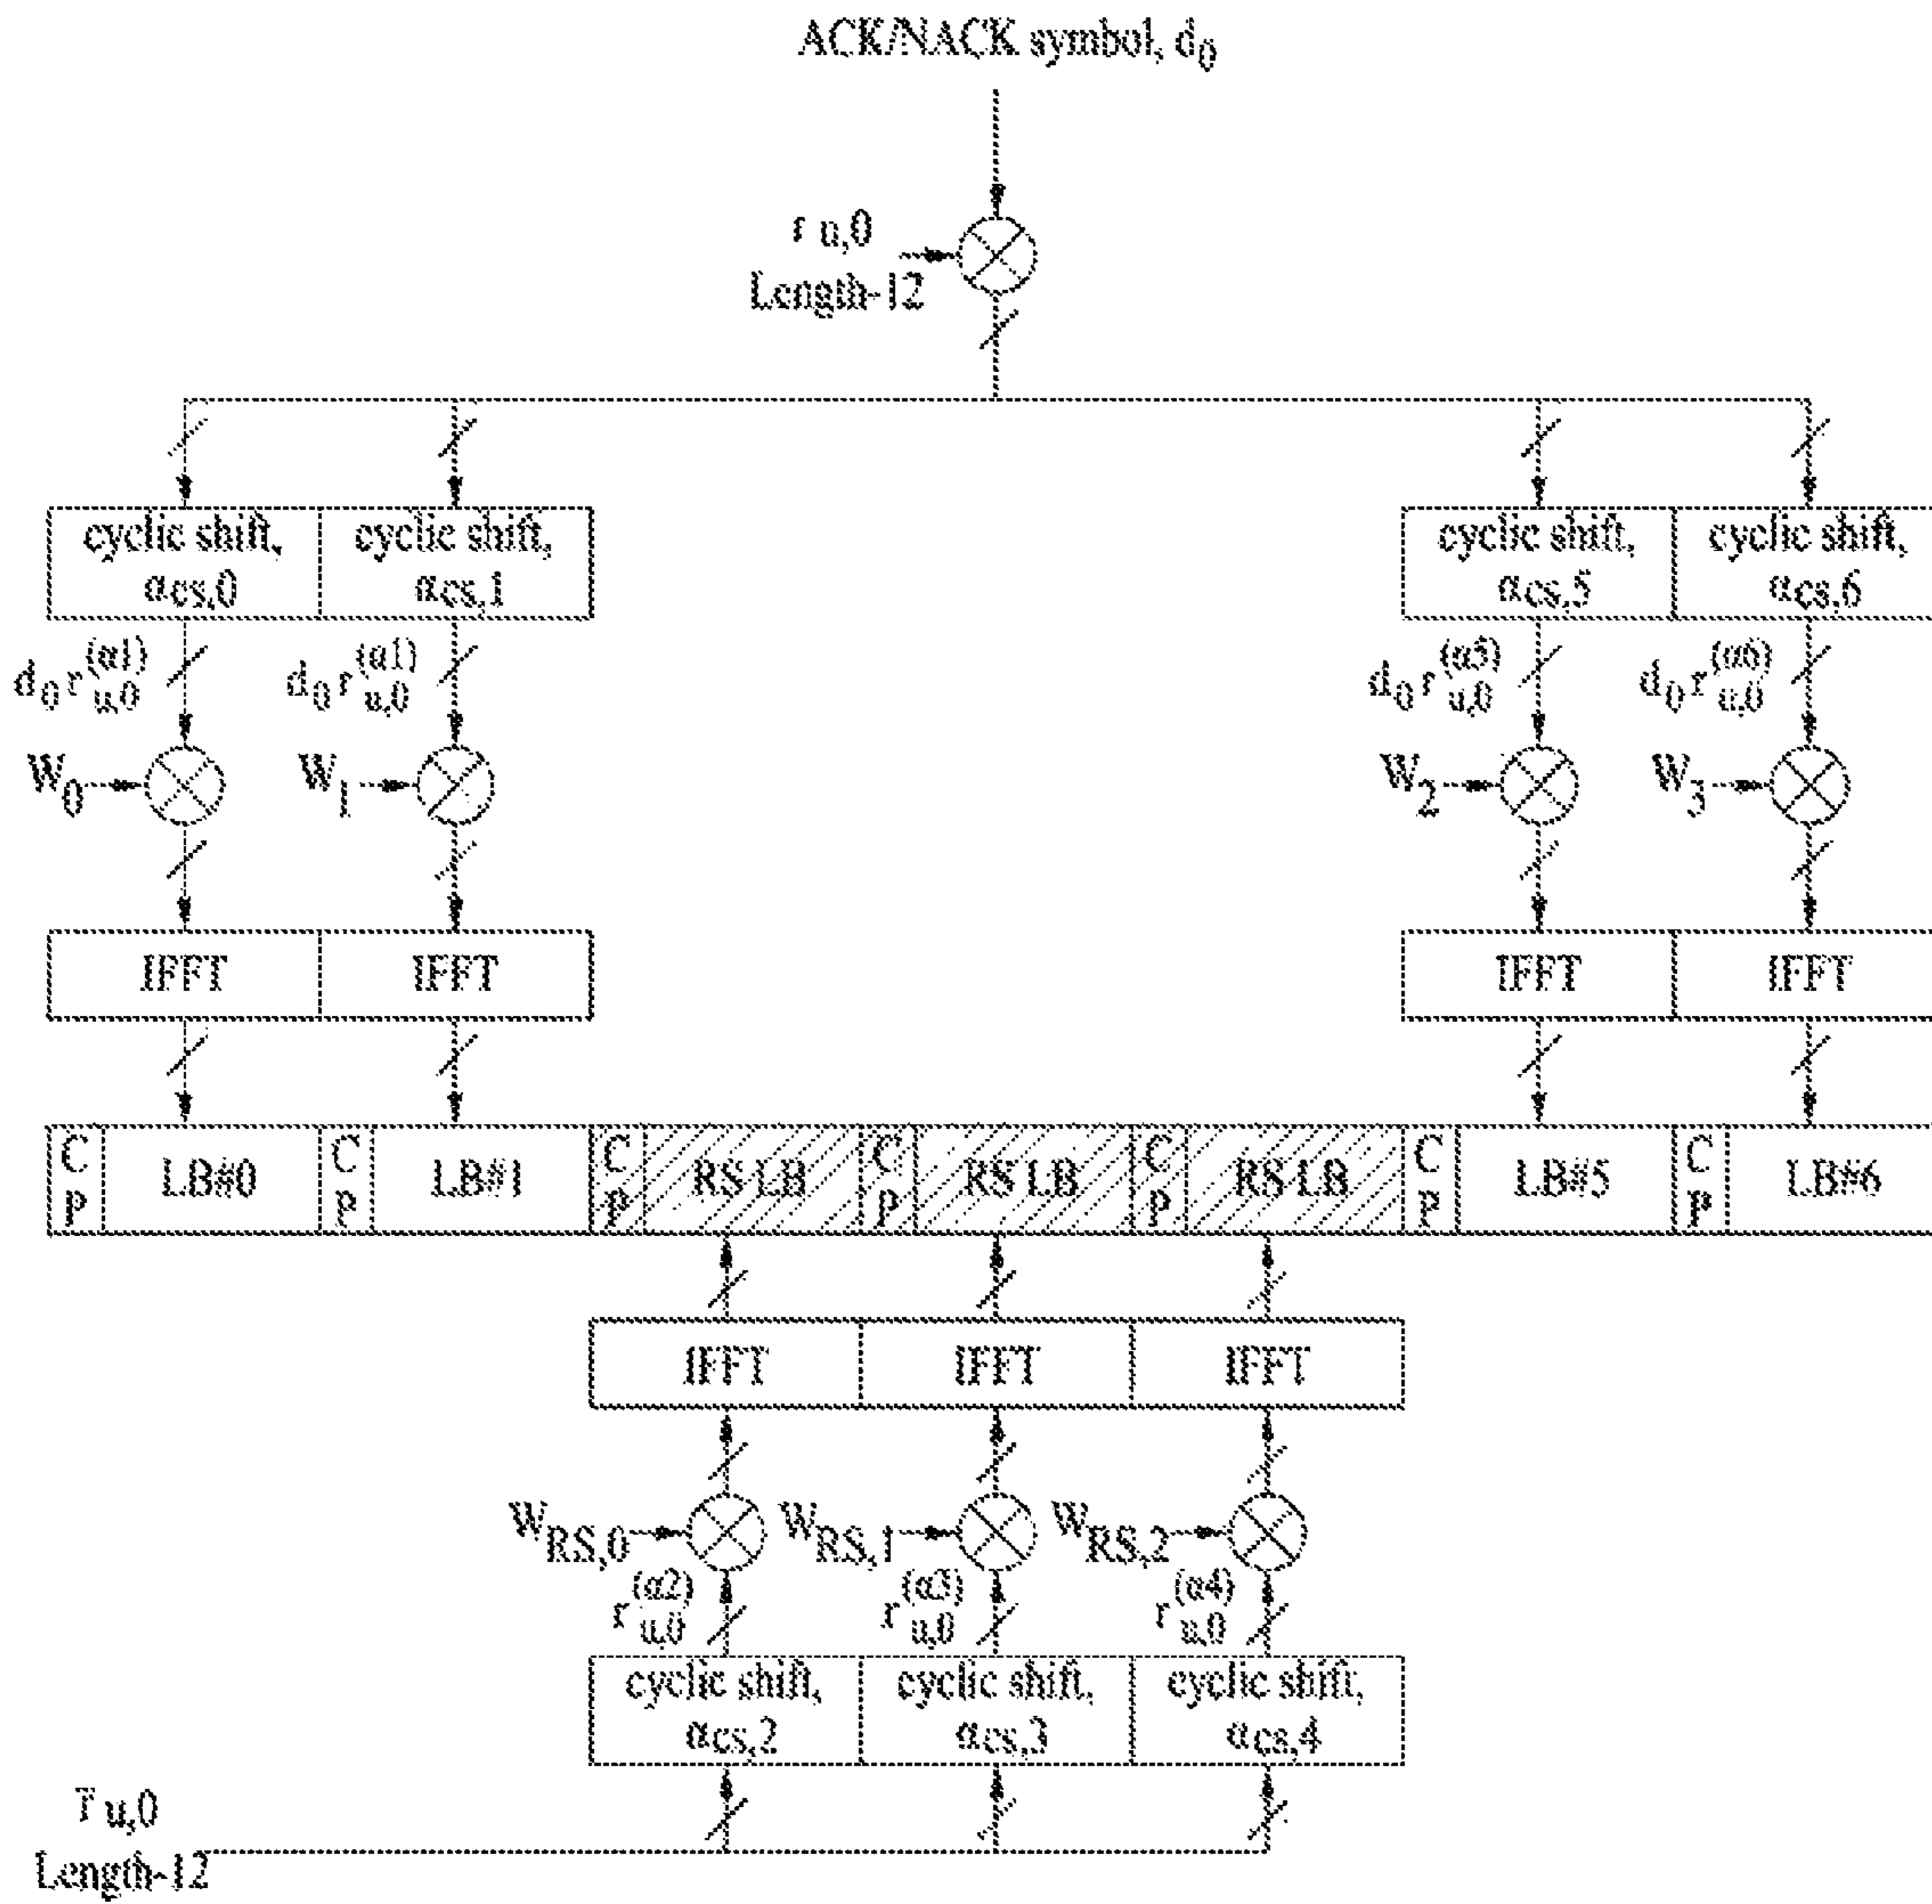 ACK/NACK symbol, d0
r u,0
Length-12
cyclic shift, αcs,0
cyclic shift, αcs,1
cyclic shift, αcs,5
cyclic shift, αcs,6
d0 r u,0 (α1)
d0 r u,0 (α1)
d0 r u,0 (α5)
d0 r u,0 (α6)
W0
W1
W2
W3
IFFT
IFFT
IFFT
IFFT
CP
LB#0
CP
LB#1
CP
RS LB
CP
RS LB
CP
RS LB
CP
LB#5
CP
LB#6
IFFT
IFFT
IFFT
WRS,0
WRS,1
WRS,2
r u,0 (α2)
r u,0 (α3)
r u,0 (α4)
cyclic shift, αcs,2
cyclic shift, αcs,3
cyclic shift, αcs,4
r̄ u,0
Length-12